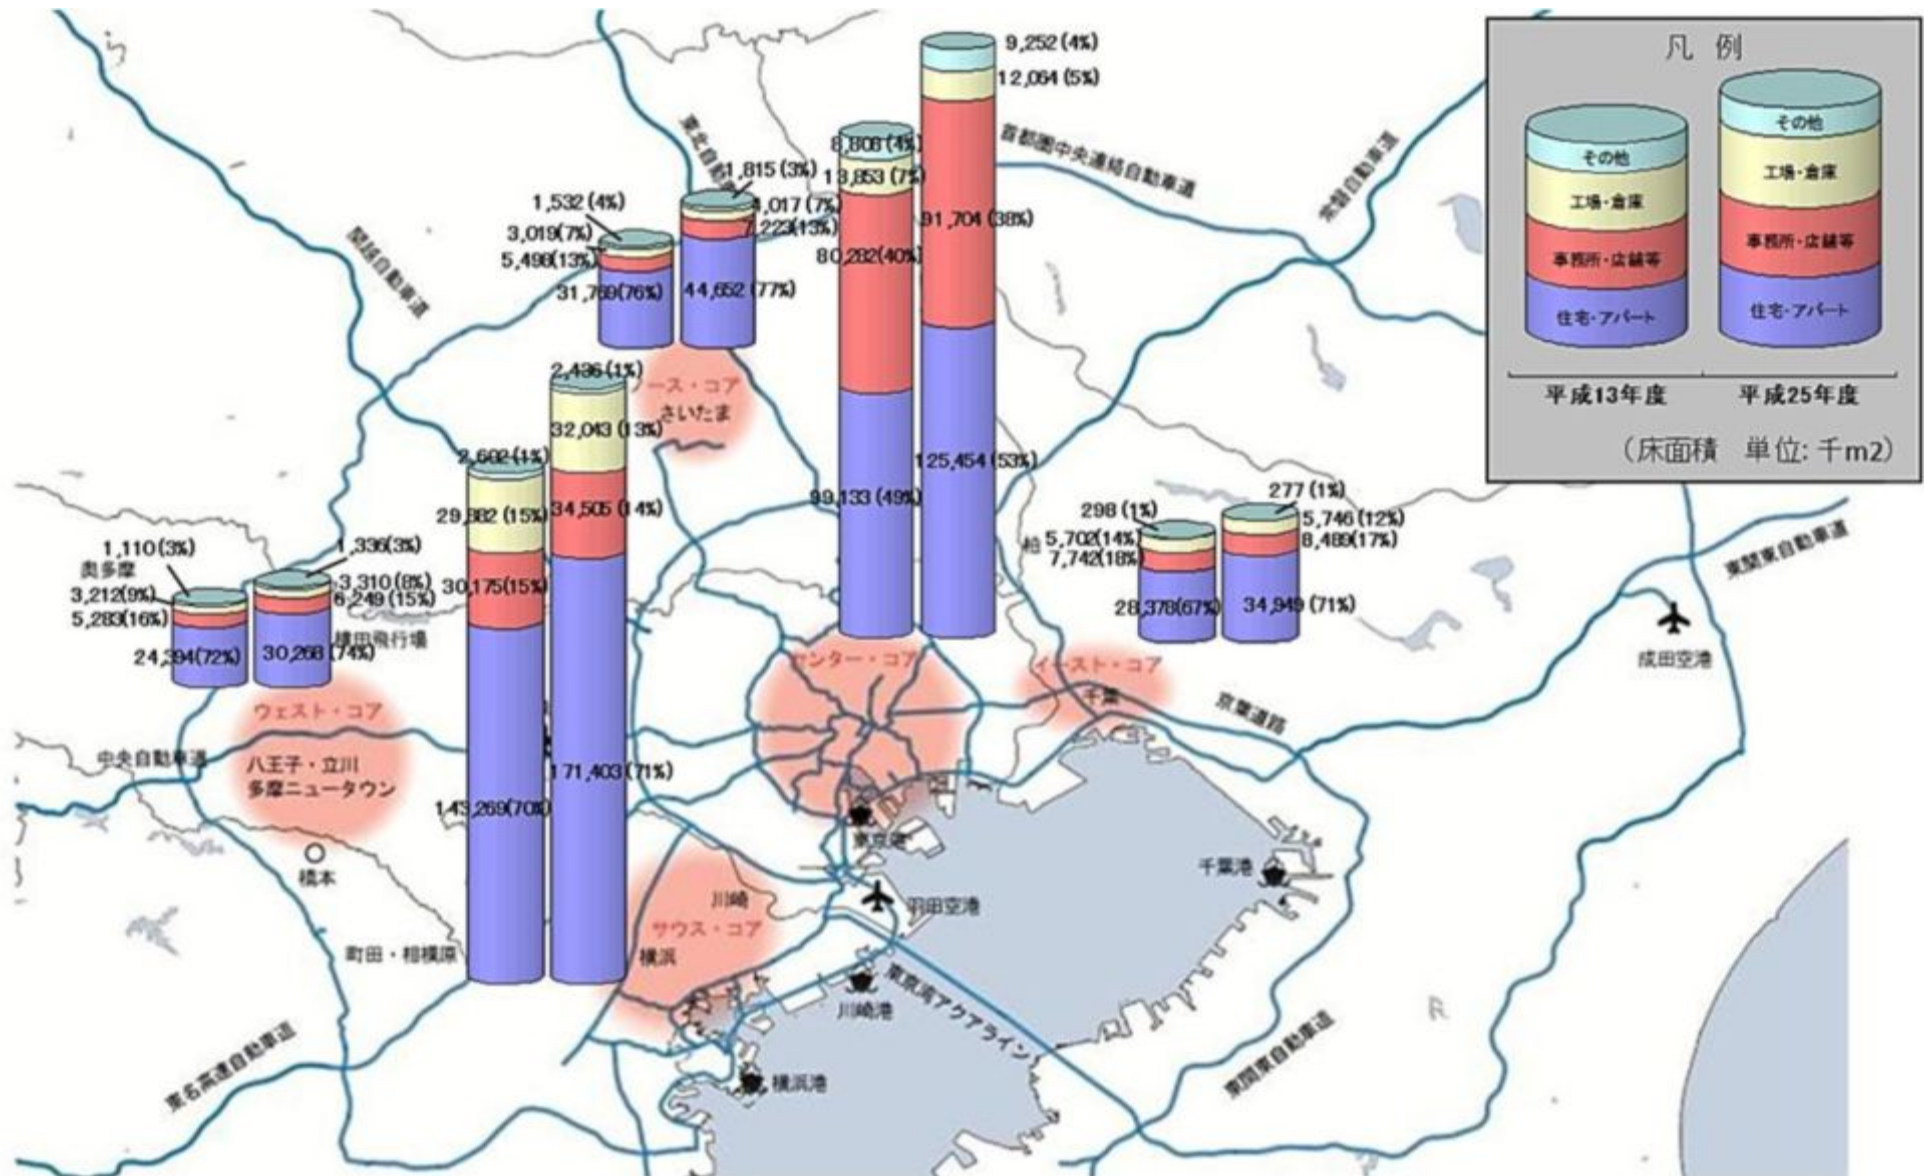 凡 例
その他
工場・倉庫
事務所・店舗等
住宅・アパート
その他
工場・倉庫
事務所・店舗等
住宅・アパート
平成13年度
平成25年度
（床面積　単位: 千m2）
9,252 (4%)
12,064 (5%)
91,704 (38%)
125,454 (53%)
8,808 (4%)
13,853 (7%)
80,282(40%)
99,133 (49%)
1,815 (3%)
4,017 (7%)
7,223(13%)
44,652 (77%)
1,532 (4%)
3,019(7%)
5,498(13%)
31,769(76%)
2,436 (1%)
32,043 (13%)
34,505 (14%)
171,403 (71%)
2,602 (1%)
29,882 (15%)
30,175(15%)
143,269(70%)
298 (1%)
5,702(14%)
7,742(18%)
28,378(67%)
277 (1%)
5,746 (12%)
8,489(17%)
34,949 (71%)
1,110 (3%)
3,212(9%)
5,283(16%)
24,394(72%)
1,336(3%)
3,310 (8%)
6,249 (15%)
30,268 (74%)
首都圏中央連絡自動車道
常磐自動車道
関越自動車道
東北自動
ース・コア
さいたま
柏
奥多摩
横田飛行場
東関東自動車道
成田空港
センター・コア
イースト・コア
千葉
京葉道路
ウェスト・コア
八王子・立川
多摩ニュータウン
中央自動車道
橋本
東京港
千葉港
羽田空港
川崎
サウス・コア
横浜
町田・相模原
川崎港
東京湾アクアライン
横浜港
東名高速自動車道
東関東自動車道